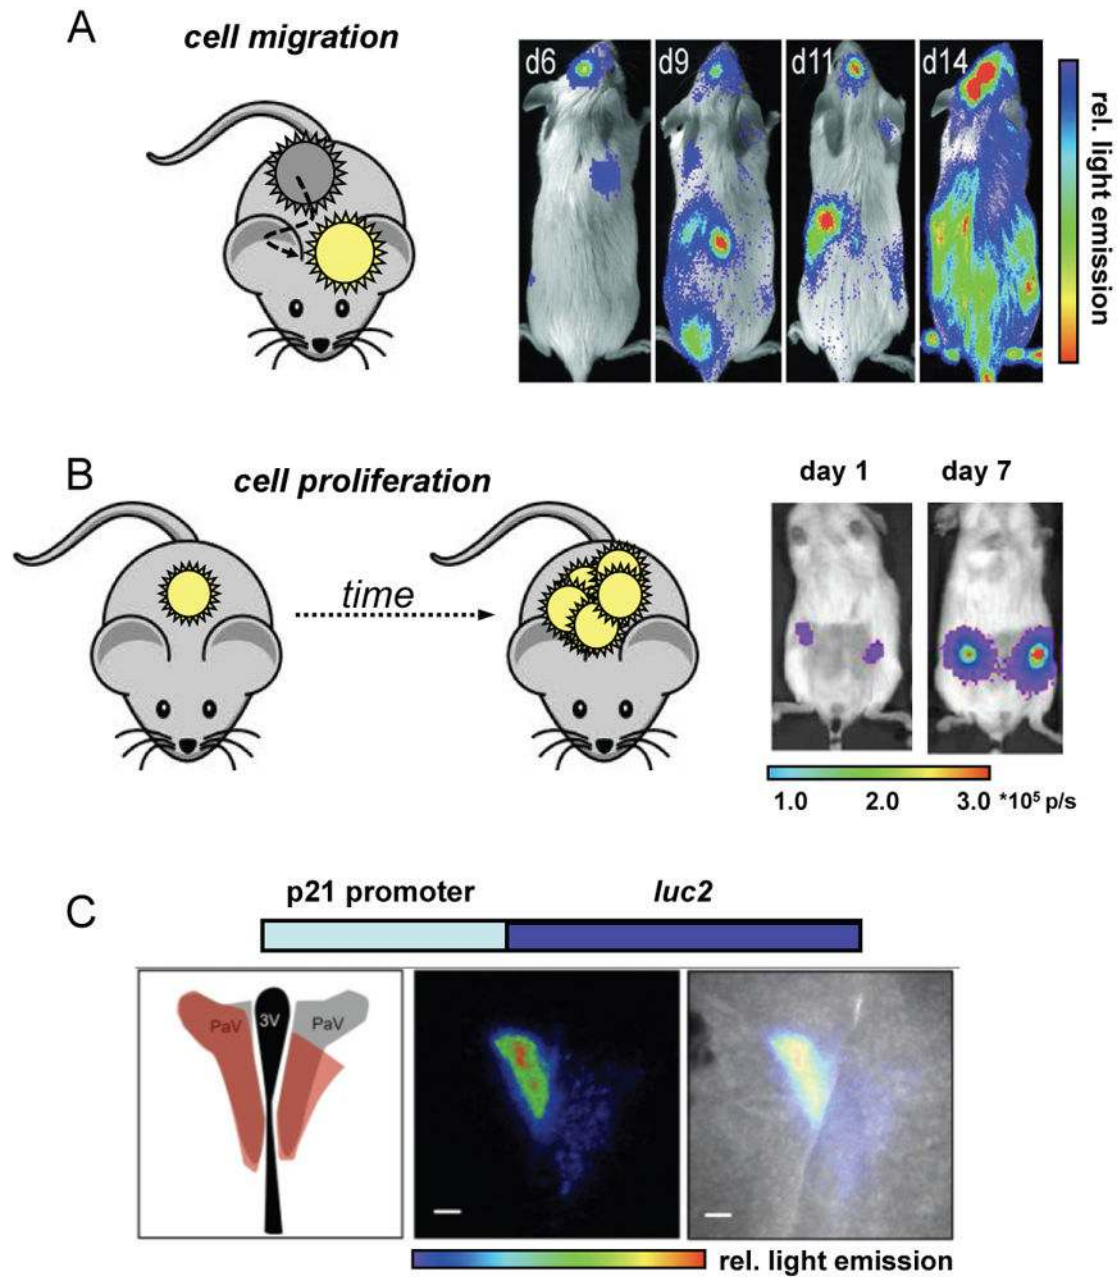 A
cell migration
d6
d9
d11
d14
rel. light emission
B
cell proliferation
time
day 1
day 7
1.0 2.0 3.0 *10⁵ p/s
C
p21 promoter
luc2
PaV
3V
PaV
rel. light emission